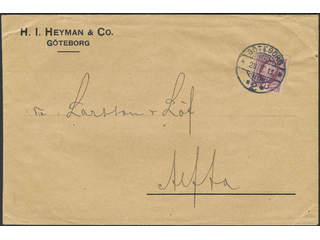 H. I. HEYMAN & CO.
GÖTEBORG
GÖTEBORG
Larsson & Löf
Alfta